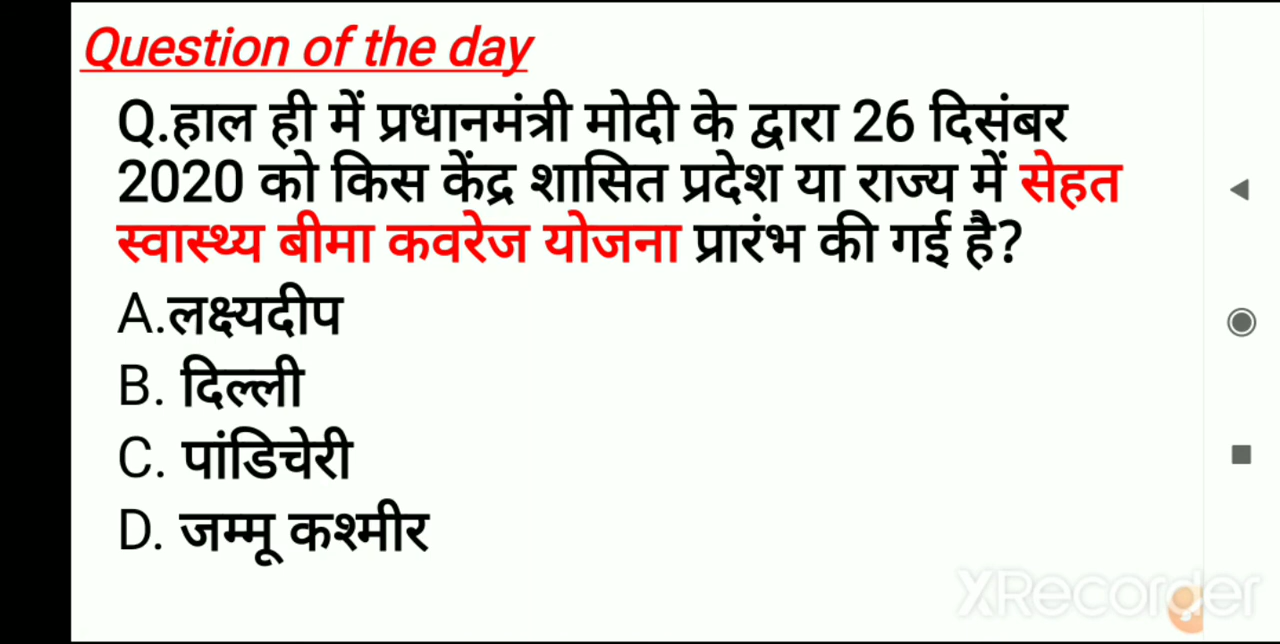 Question of the day
Q.हाल ही में प्रधानमंत्री मोदी के द्वारा 26 दिसंबर
2020 को किस केंद्र शासित प्रदेश या राज्य में सेहत
स्वास्थ्य बीमा कवरेज योजना प्रारंभ की गई है?
A.लक्ष्यदीप
B. दिल्ली
C. पांडिचेरी
D. जम्मू कश्मीर
XRecorder